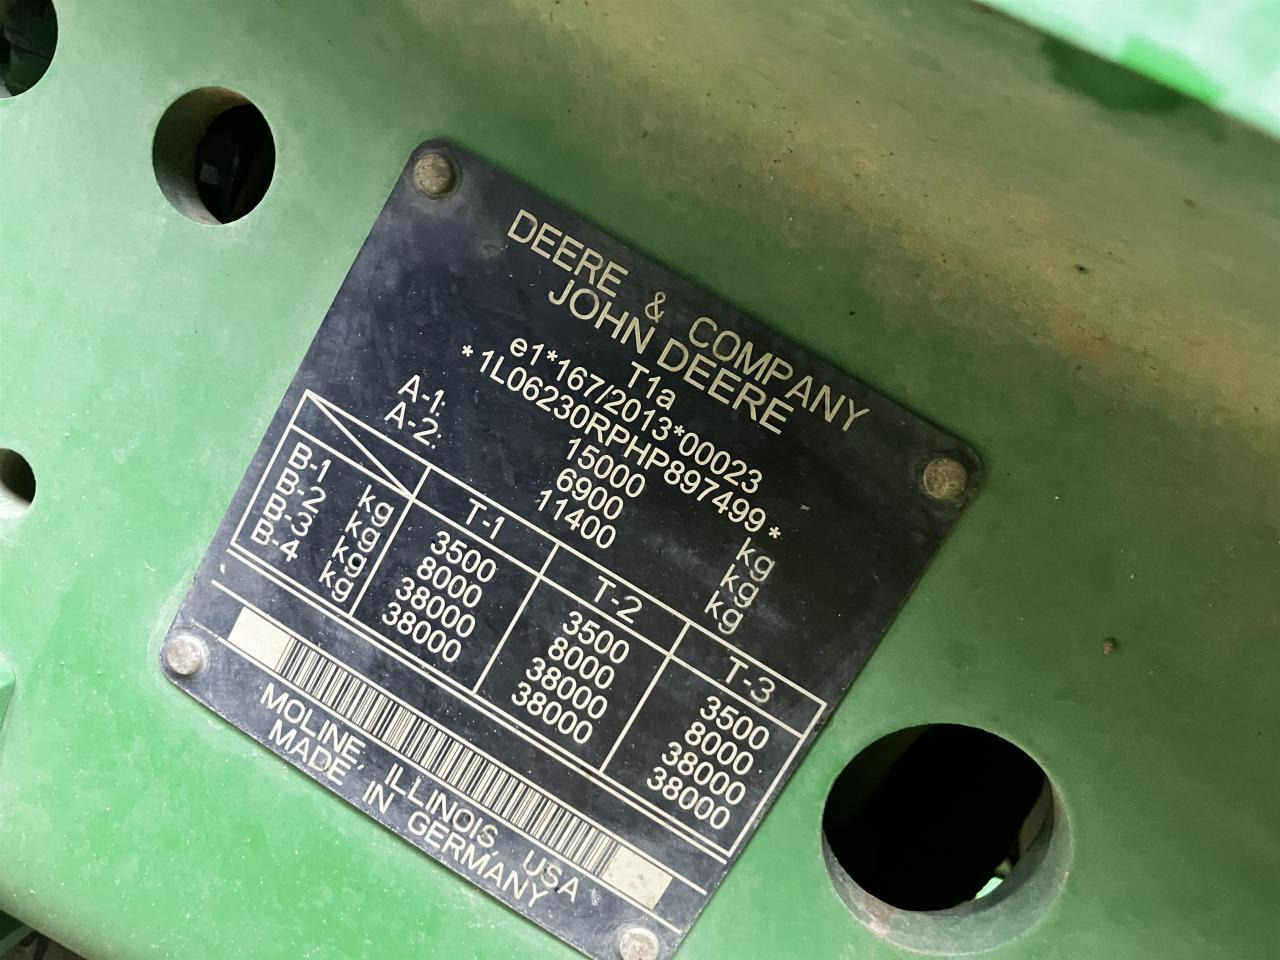 DEERE & COMPANY
JOHN DEERE
T1a
e1*167/2013*00023
*1L06230RPHP897499*
15000 kg
A-1: 6900 kg
A-2: 11400 kg
T-1 T-2 T-3
B-1 kg 3500 3500 3500
B-2 kg 8000 8000 8000
B-3 kg 38000 38000 38000
B-4 kg 38000 38000 38000
MOLINE, ILLINOIS, USA
MADE IN GERMANY